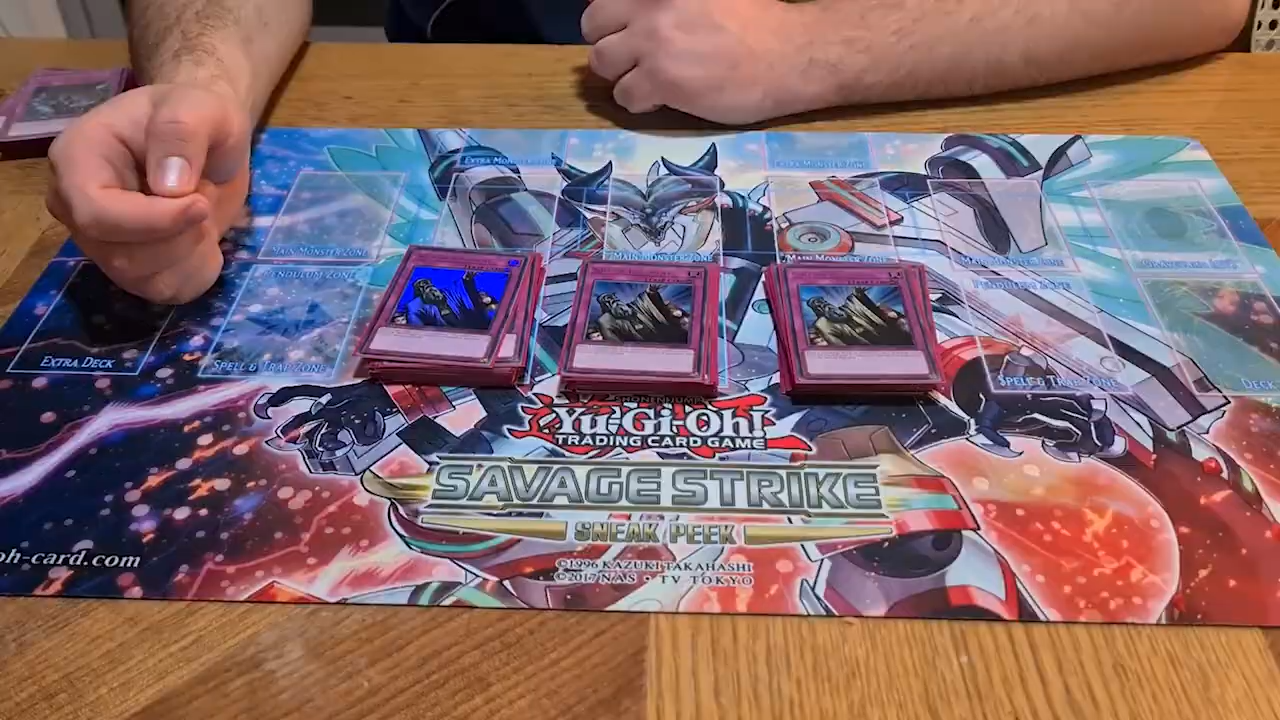 EXTRA MONSTER ZONE
EXTRA MONSTER ZONE
MAIN MONSTER ZONE
MAIN MONSTER ZONE
MAIN MONSTER ZONE
MAIN MONSTER ZONE
PENDULUM ZONE
PENDULUM ZONE
EXTRA DECK
SPELL & TRAP ZONE
SPELL & TRAP ZONE
DECK
SHONEN JUMP
Yu-Gi-Oh!
TRADING CARD GAME
SAVAGE STRIKE
SNEAK PEEK
©1996 KAZUKI TAKAHASHI
©2017 NAS • TV TOKYO
oh-card.com